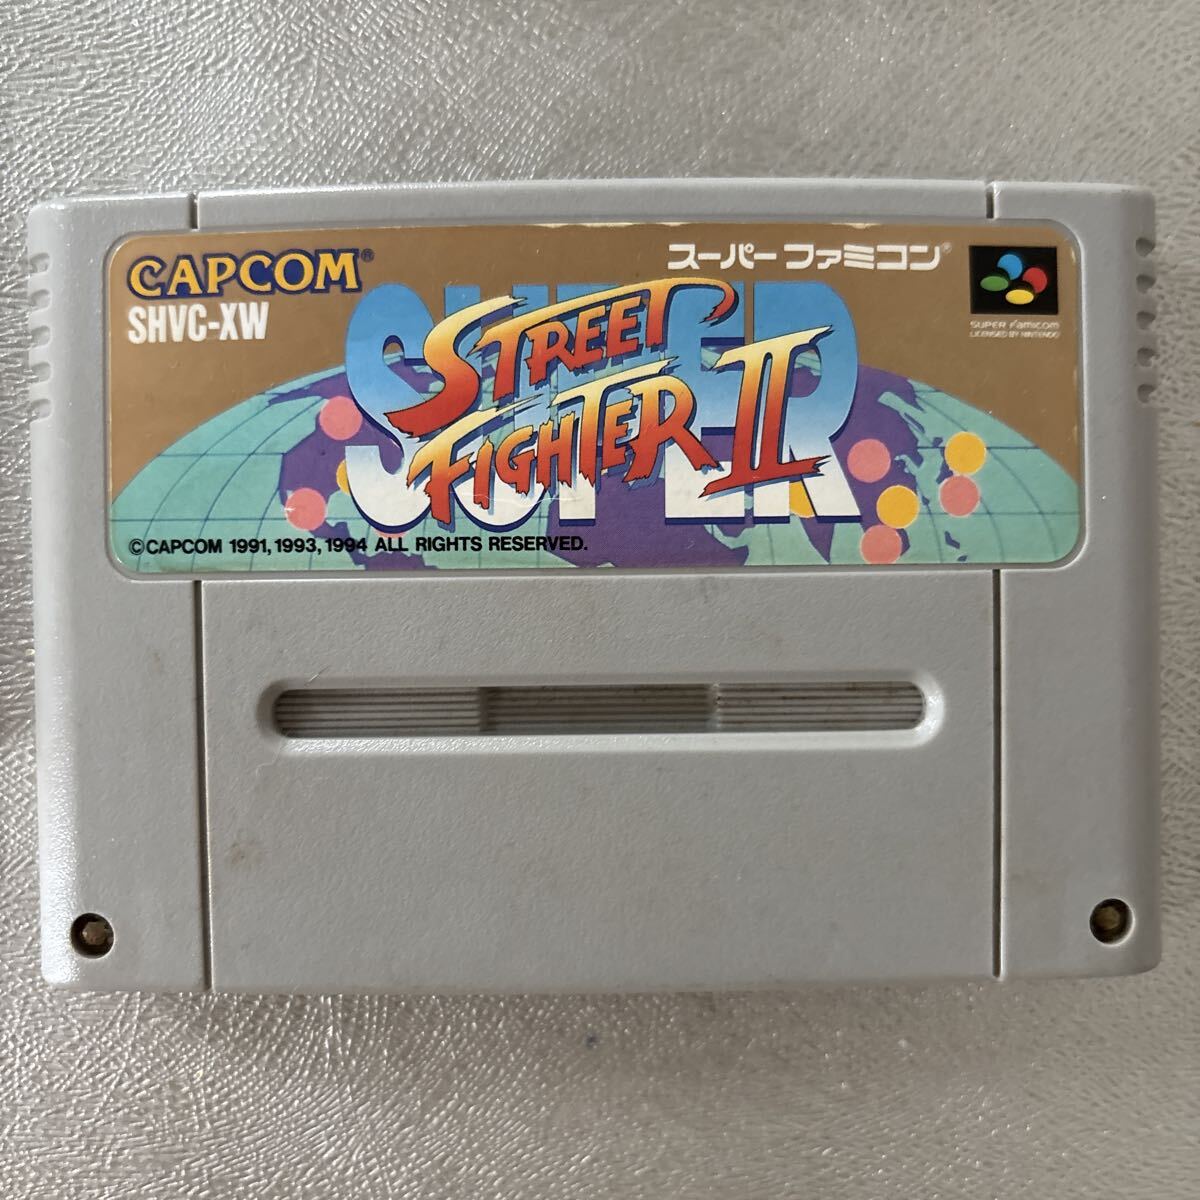 CAPCOM®
SHVC-XW
スーパーファミコン®
SUPER Famicom
LICENSED BY NINTENDO
SUPER
STREET
FIGHTER II
©CAPCOM 1991,1993,1994 ALL RIGHTS RESERVED.